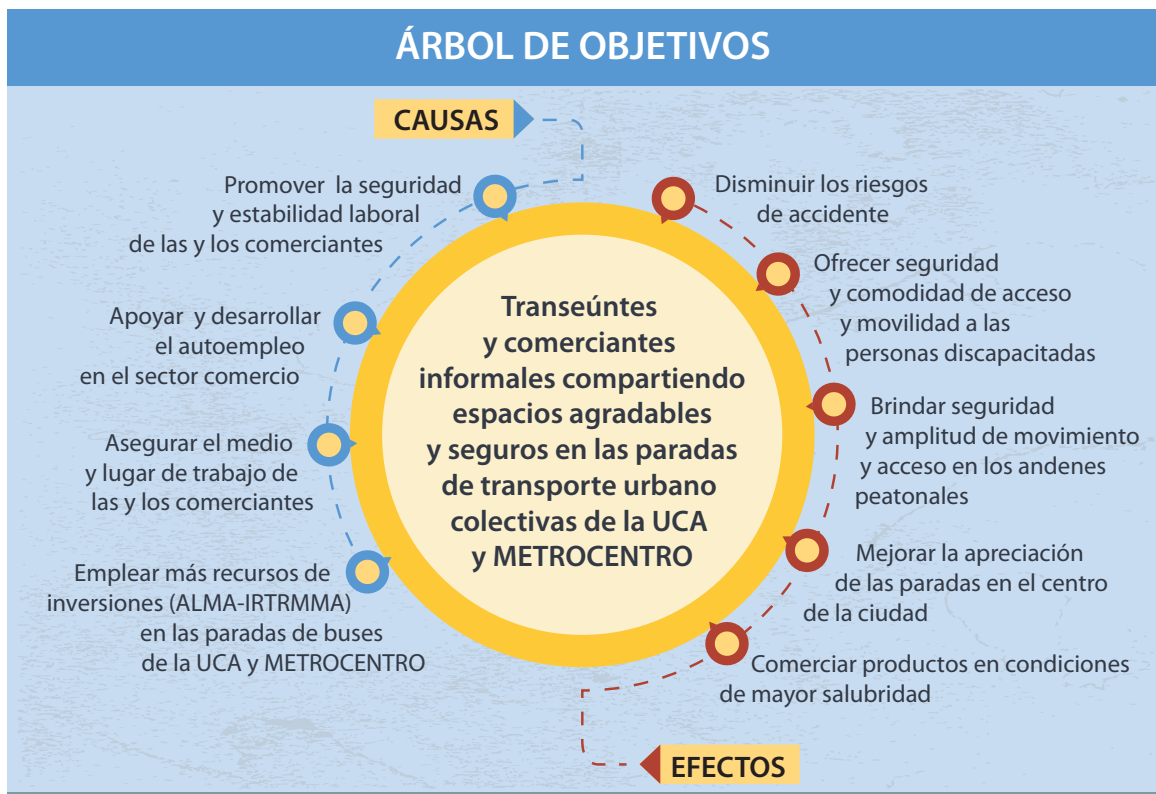 ÁRBOL DE OBJETIVOS
CAUSAS
Promover la seguridad
y estabilidad laboral
de las y los comerciantes
Apoyar y desarrollar
el autoempleo
en el sector comercio
Asegurar el medio
y lugar de trabajo de
las y los comerciantes
Emplear más recursos de
inversiones (ALMA-IRTRMMA)
en las paradas de buses
de la UCA y METROCENTRO
Transeúntes
y comerciantes
informales compartiendo
espacios agradables
y seguros en las paradas
de transporte urbano
colectivas de la UCA
y METROCENTRO
Disminuir los riesgos
de accidente
Ofrecer seguridad
y comodidad de acceso
y movilidad a las
personas discapacitadas
Brindar seguridad
y amplitud de movimiento
y acceso en los andenes
peatonales
Mejorar la apreciación
de las paradas en el centro
de la ciudad
Comerciar productos en condiciones
de mayor salubridad
EFECTOS